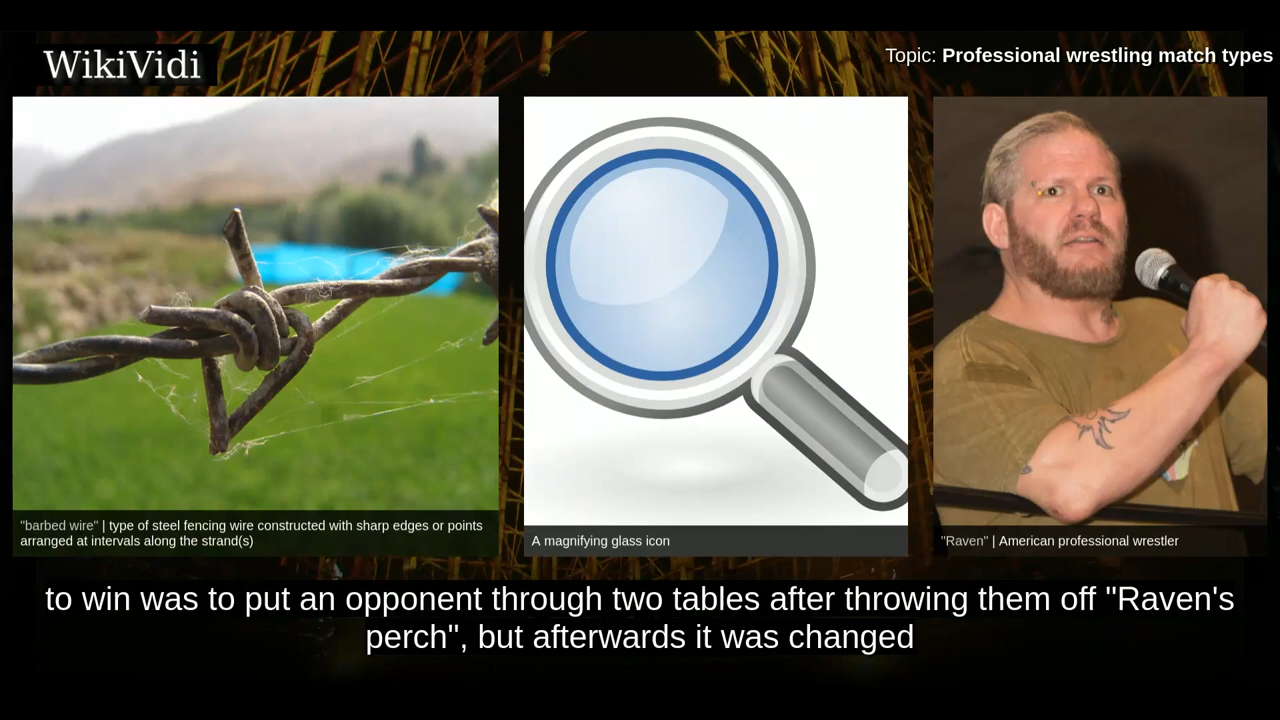 WikiVidi
Topic: Professional wrestling match types
"barbed wire" | type of steel fencing wire constructed with sharp edges or points
arranged at intervals along the strand(s)
A magnifying glass icon
"Raven" | American professional wrestler
to win was to put an opponent through two tables after throwing them off "Raven's
perch", but afterwards it was changed